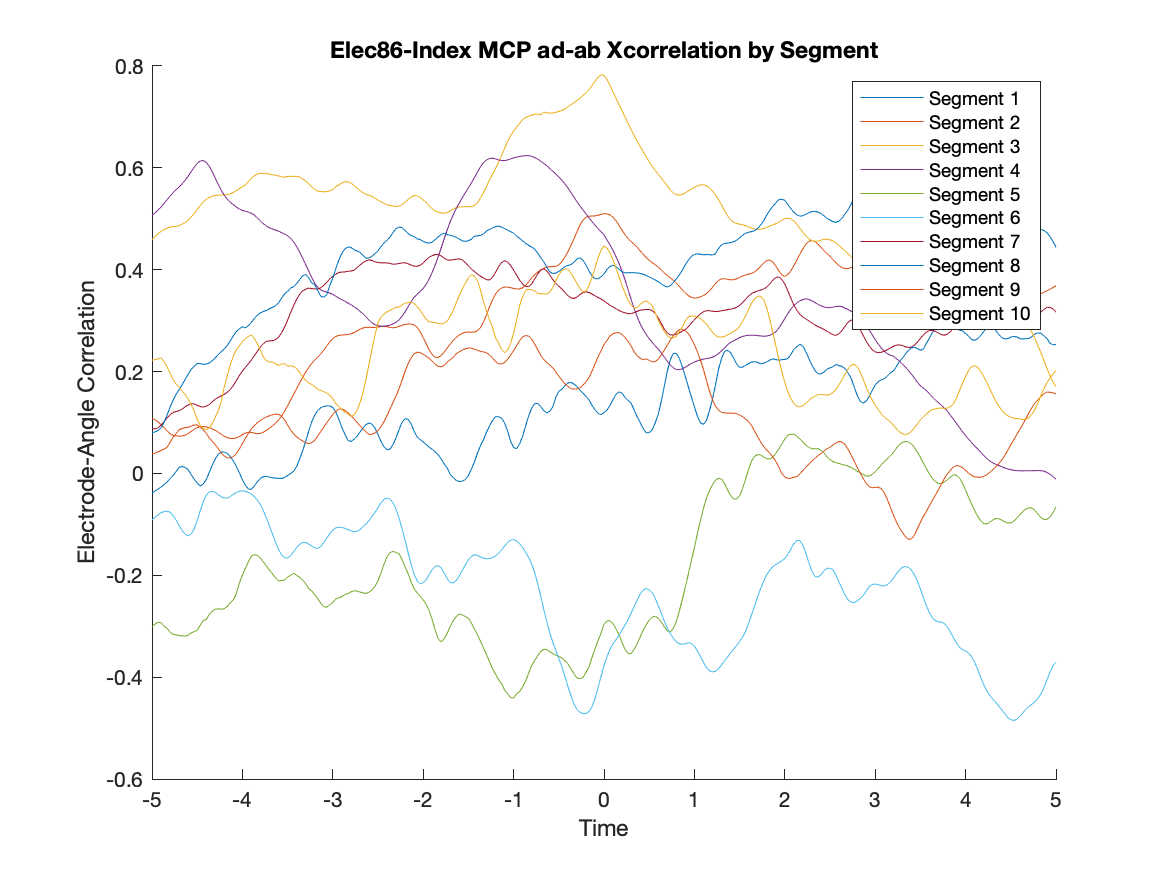 Elec86-Index MCP ad-ab Xcorrelation by Segment
0.8
0.6
0.4
0.2
0
-0.2
-0.4
-0.6
Electrode-Angle Correlation
Segment 1
Segment 2
Segment 3
Segment 4
Segment 5
Segment 6
Segment 7
Segment 8
Segment 9
Segment 10
-5 -4 -3 -2 -1 0 1 2 3 4 5
Time